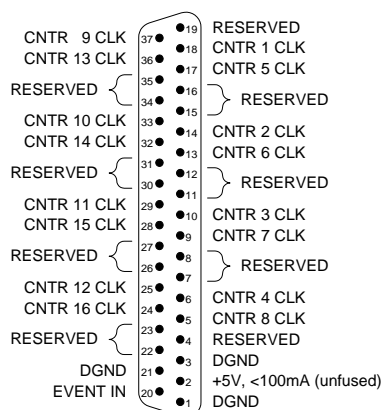 19 RESERVED
CNTR 9 CLK 37
18 CNTR 1 CLK
CNTR 13 CLK 36
17 CNTR 5 CLK
35
RESERVED
16
34
RESERVED
15
CNTR 10 CLK 33
14 CNTR 2 CLK
CNTR 14 CLK 32
13 CNTR 6 CLK
31
RESERVED
12
30
RESERVED
11
CNTR 11 CLK 29
10 CNTR 3 CLK
CNTR 15 CLK 28
9 CNTR 7 CLK
27
RESERVED
8
26
RESERVED
7
CNTR 12 CLK 25
6 CNTR 4 CLK
CNTR 16 CLK 24
5 CNTR 8 CLK
23
RESERVED
4 RESERVED
22
3 DGND
DGND 21
2 +5V, <100mA (unfused)
EVENT IN 20
1 DGND